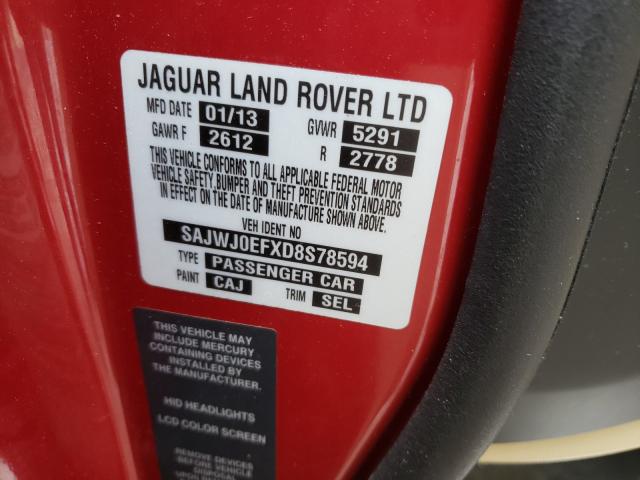 JAGUAR LAND ROVER LTD
MFD DATE 01/13 GVWR 5291
GAWR F 2612 R 2778
THIS VEHICLE CONFORMS TO ALL APPLICABLE FEDERAL MOTOR
VEHICLE SAFETY, BUMPER AND THEFT PREVENTION STANDARDS
IN EFFECT ON THE DATE OF MANUFACTURE SHOWN ABOVE.
VEH IDENT NO
SAJWJ0EFXD8S78594
TYPE PASSENGER CAR
PAINT CAJ TRIM SEL
THIS VEHICLE MAY
INCLUDE MERCURY
CONTAINING DEVICES
INSTALLED BY
THE MANUFACTURER.
HID HEADLIGHTS
LCD COLOR SCREEN
REMOVE DEVICES
BEFORE VEHICLE
DISPOSAL
UPON